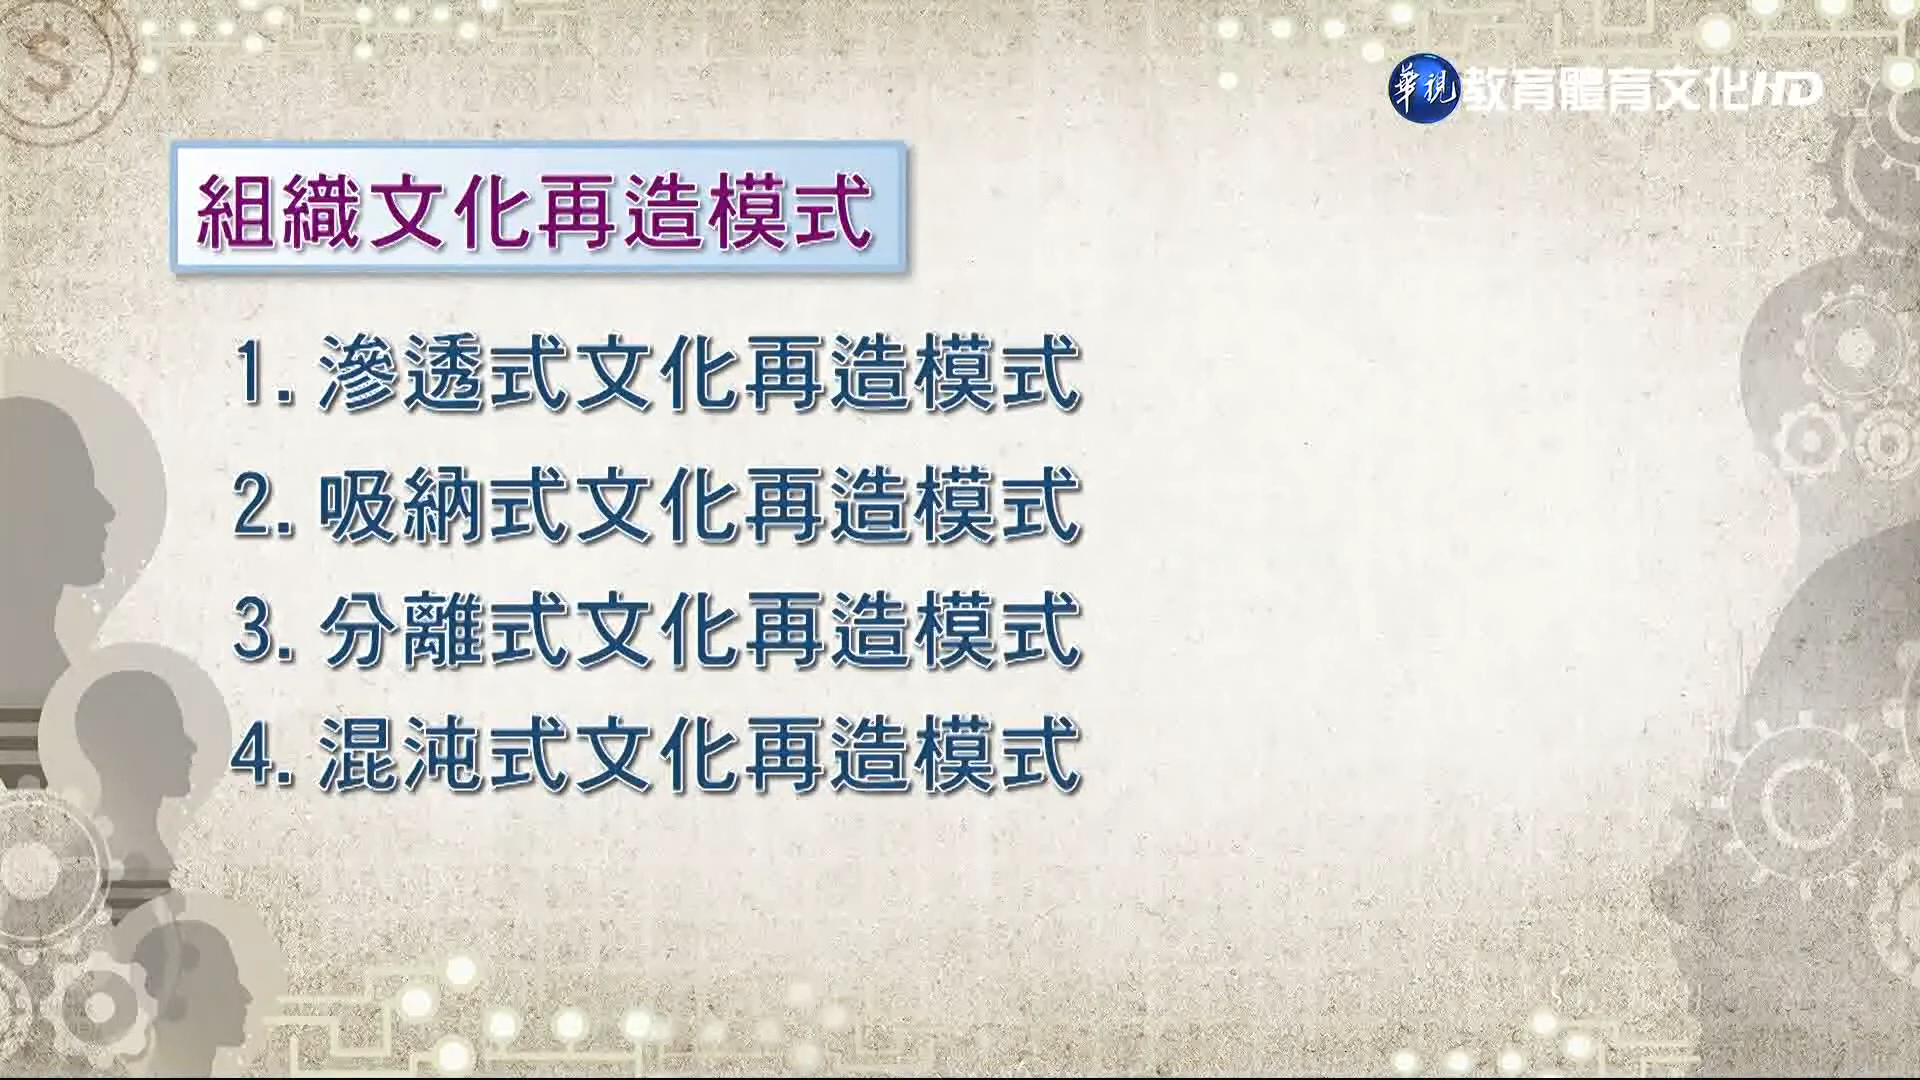 華視 教育體育文化HD
組織文化再造模式
1. 滲透式文化再造模式
2. 吸納式文化再造模式
3. 分離式文化再造模式
4. 混沌式文化再造模式